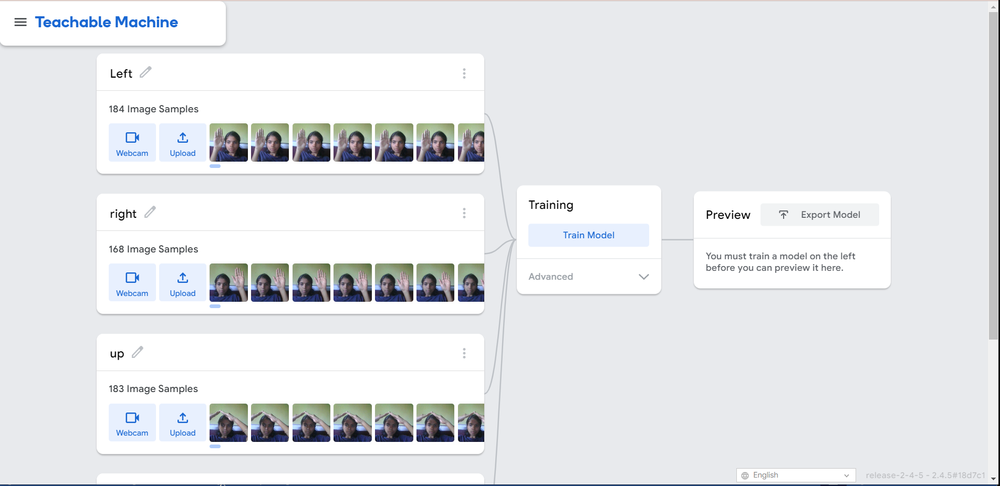 Teachable Machine
Left
184 Image Samples
Webcam
Upload
right
168 Image Samples
Webcam
Upload
up
183 Image Samples
Webcam
Upload
Training
Train Model
Advanced
Preview
Export Model
You must train a model on the left
before you can preview it here.
English
release-2-4-5 - 2.4.5#18d7c1